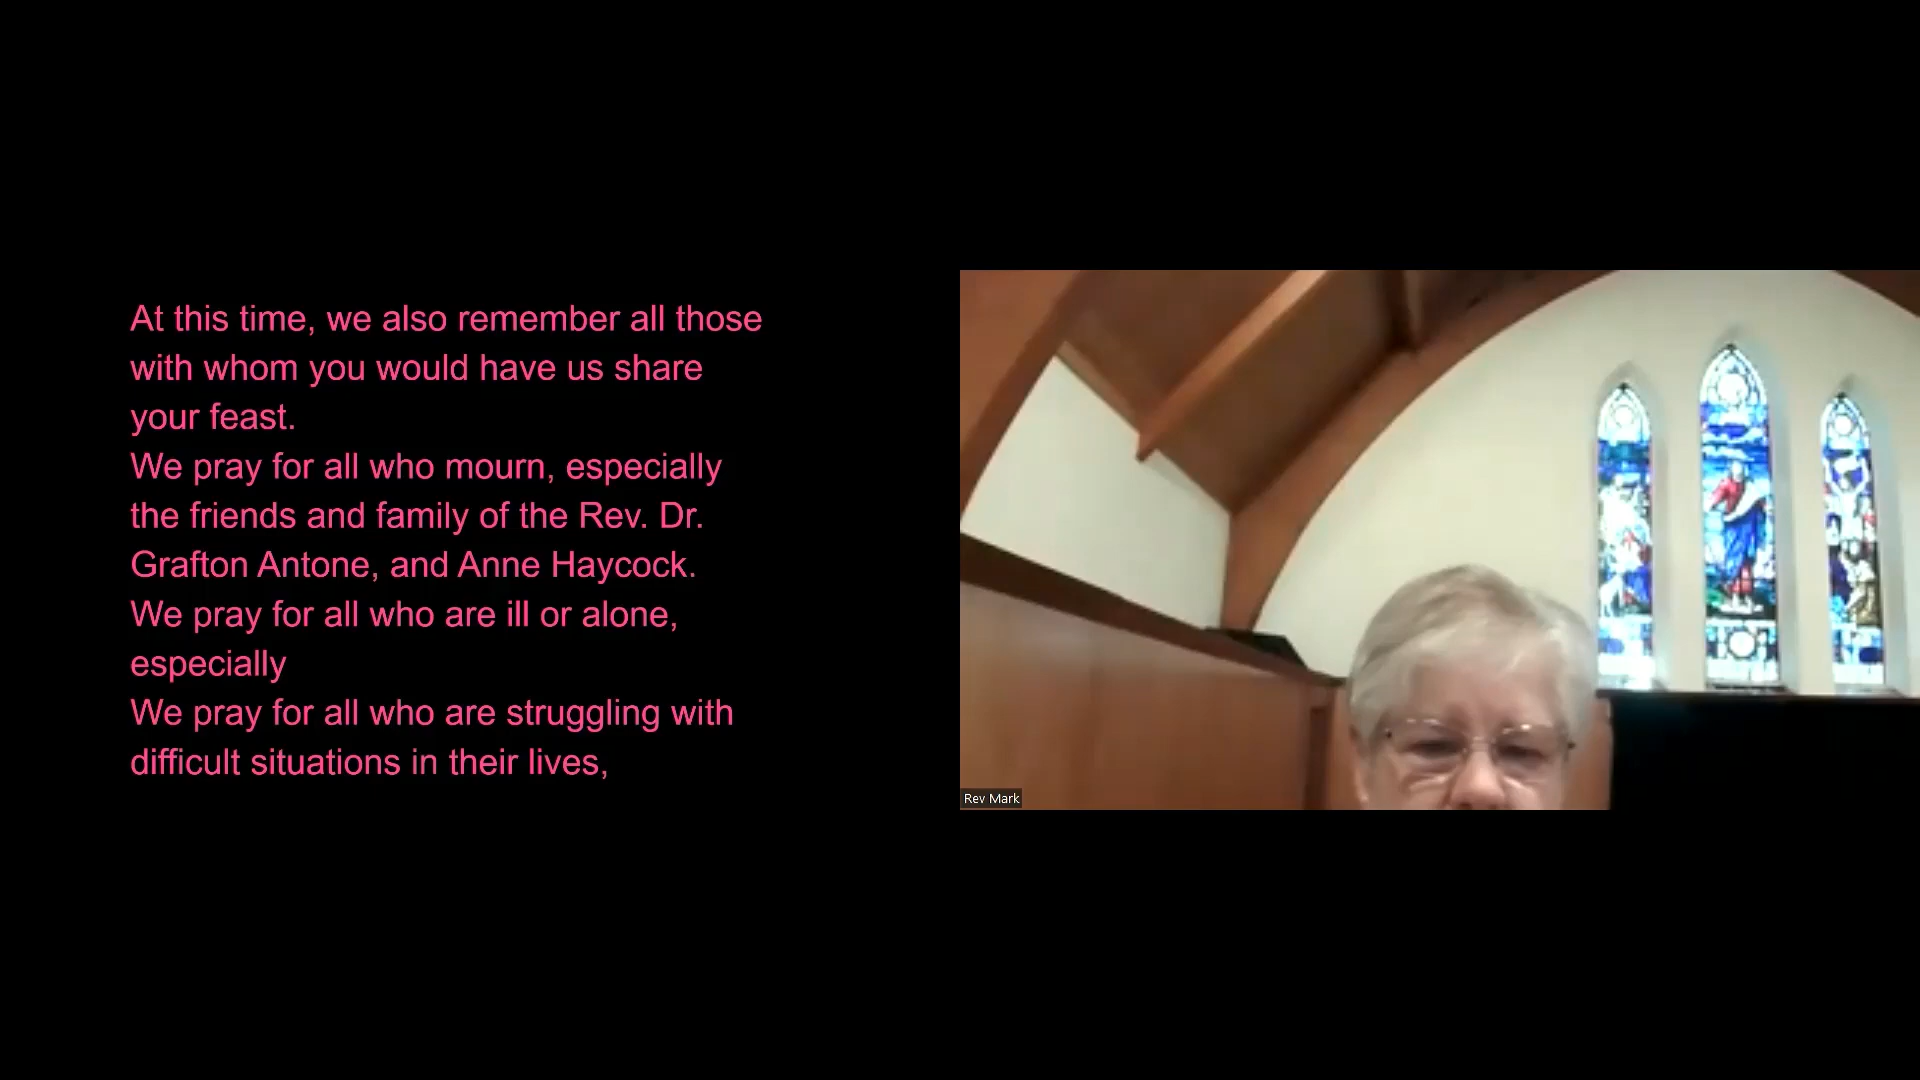 At this time, we also remember all those
with whom you would have us share
your feast.
We pray for all who mourn, especially
the friends and family of the Rev. Dr.
Grafton Antone, and Anne Haycock.
We pray for all who are ill or alone,
especially
We pray for all who are struggling with
difficult situations in their lives,
Rev Mark